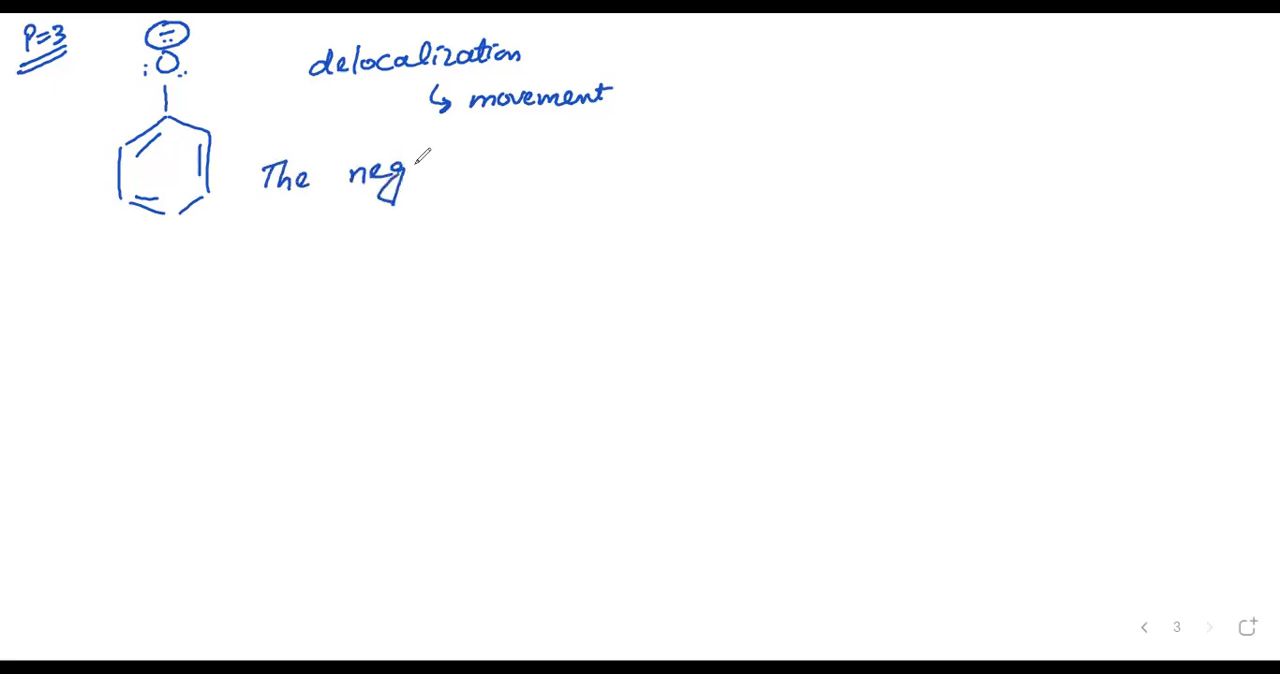 P=3
:Ö:
delocalization
↳ movement
The neg
3